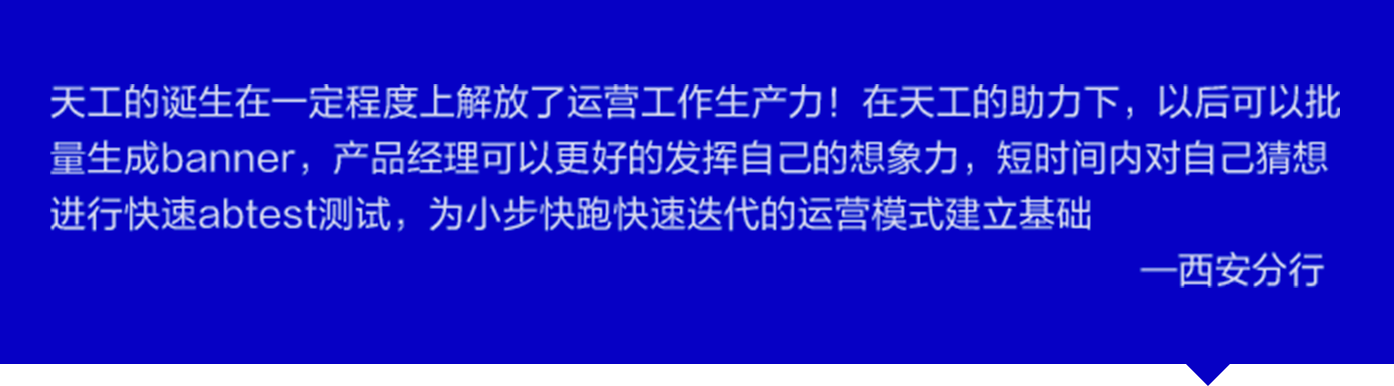 天工的诞生在一定程度上解放了运营工作生产力！在天工的助力下，以后可以批
量生成banner，产品经理可以更好的发挥自己的想象力，短时间内对自己猜想
进行快速abtest测试，为小步快跑快速迭代的运营模式建立基础
—西安分行